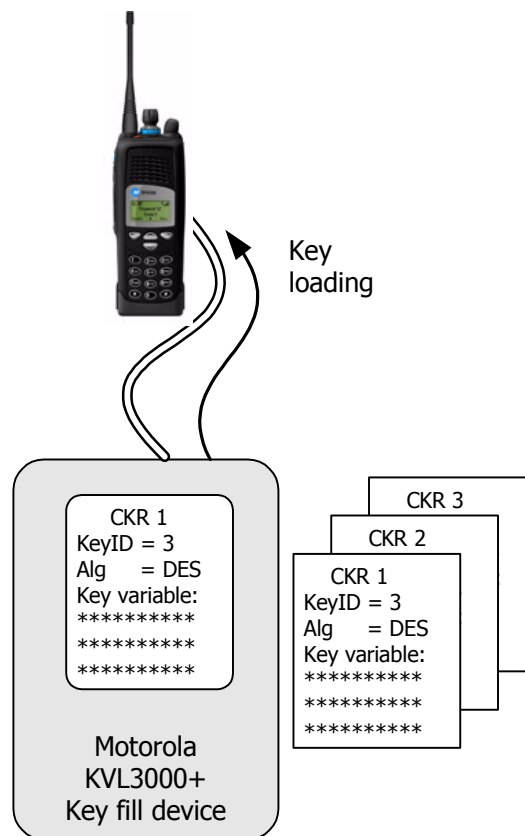 Key
loading
CKR 1
KeyID = 3
Alg = DES
Key variable:
**********
**********
**********
Motorola
KVL3000+
Key fill device
CKR 3
CKR 2
CKR 1
KeyID = 3
Alg = DES
Key variable:
**********
**********
**********